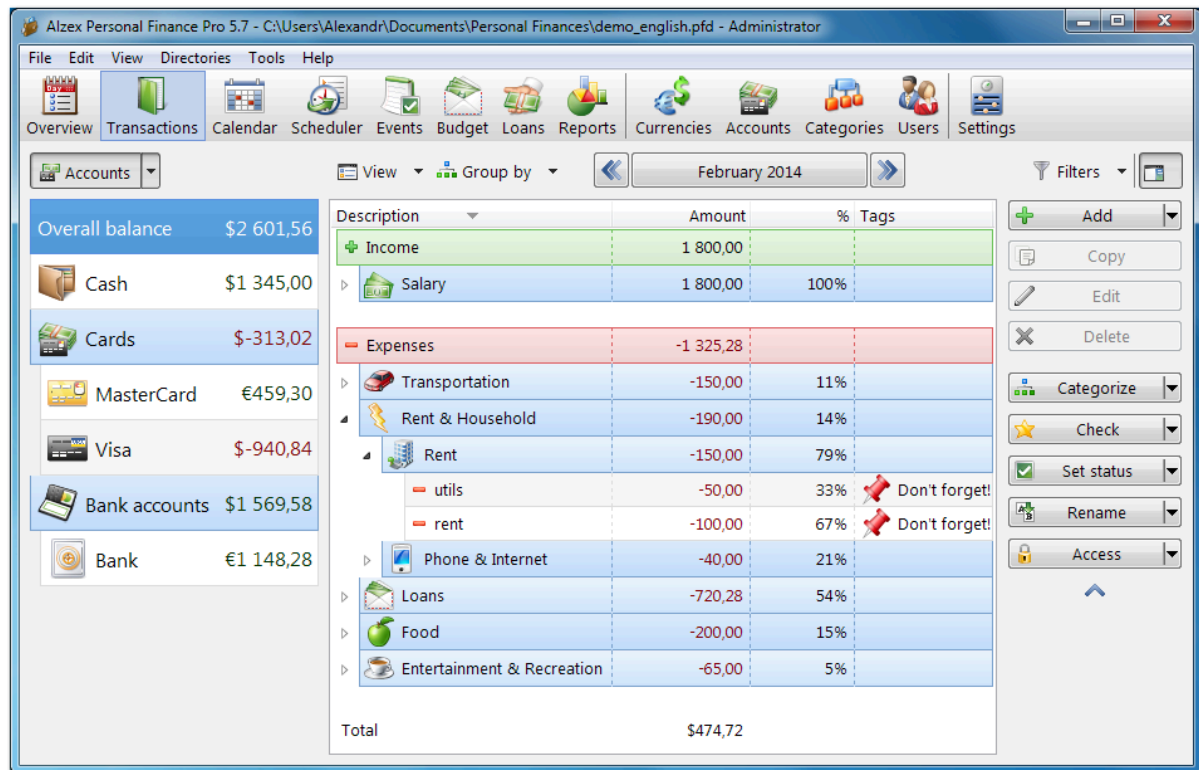 Alzex Personal Finance Pro 5.7 - C:\Users\Alexandr\Documents\Personal Finances\demo_english.pfd - Administrator
File Edit View Directories Tools Help
Overview Transactions Calendar Scheduler Events Budget Loans Reports Currencies Accounts Categories Users Settings
Accounts View Group by February 2014 Filters
Overall balance $2 601,56
Cash $1 345,00
Cards $-313,02
MasterCard €459,30
Visa $-940,84
Bank accounts $1 569,58
Bank €1 148,28
Description Amount % Tags
Income 1 800,00
Salary 1 800,00 100%
Expenses -1 325,28
Transportation -150,00 11%
Rent & Household -190,00 14%
Rent -150,00 79%
utils -50,00 33% Don't forget!
rent -100,00 67% Don't forget!
Phone & Internet -40,00 21%
Loans -720,28 54%
Food -200,00 15%
Entertainment & Recreation -65,00 5%
Total $474,72
Add
Copy
Edit
Delete
Categorize
Check
Set status
Rename
Access